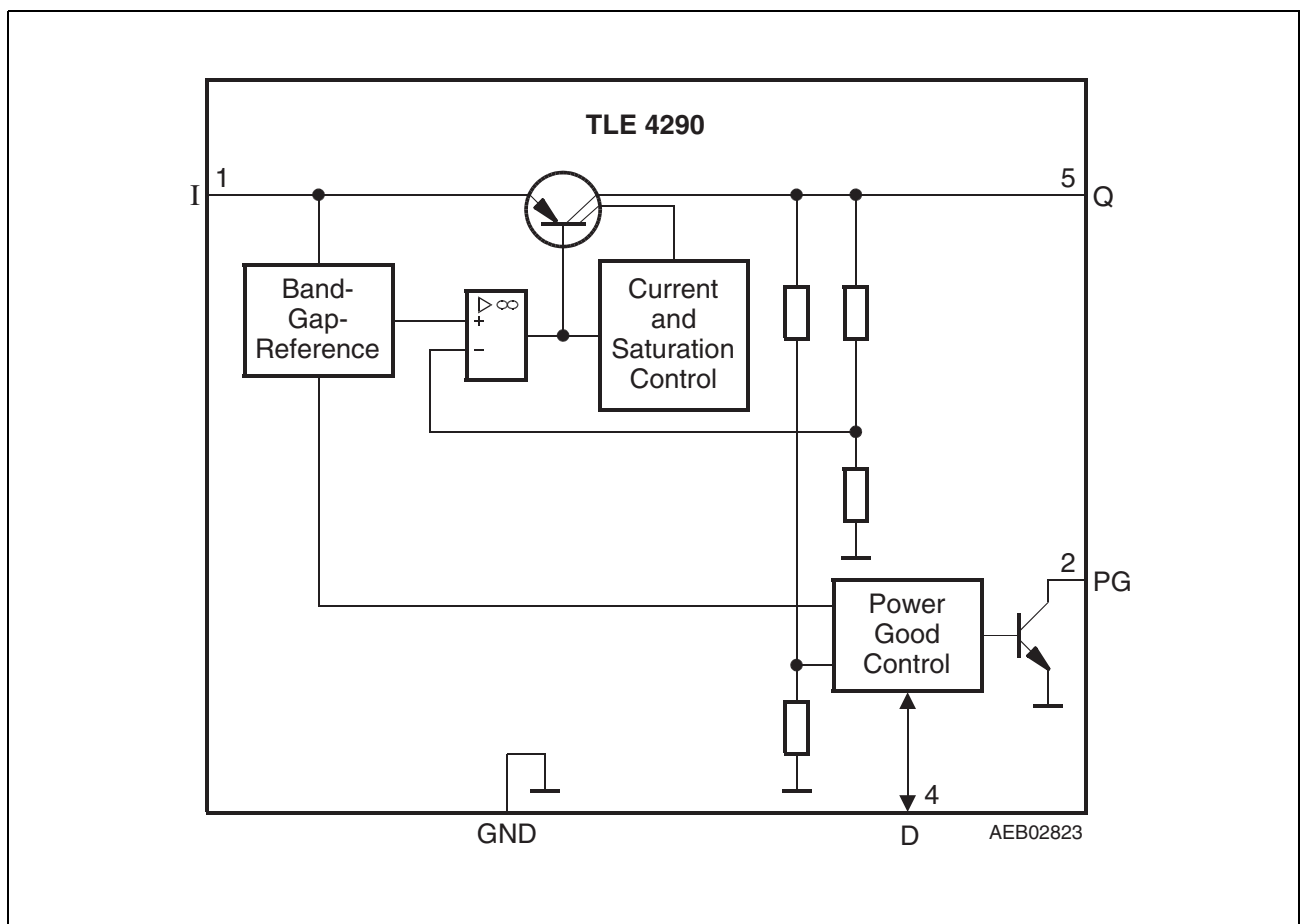 TLE 4290
1
5
I
Q
Band-
Gap-
Reference
▷ ∞
+
−
Current
and
Saturation
Control
2
PG
Power
Good
Control
4
GND
D
AEB02823